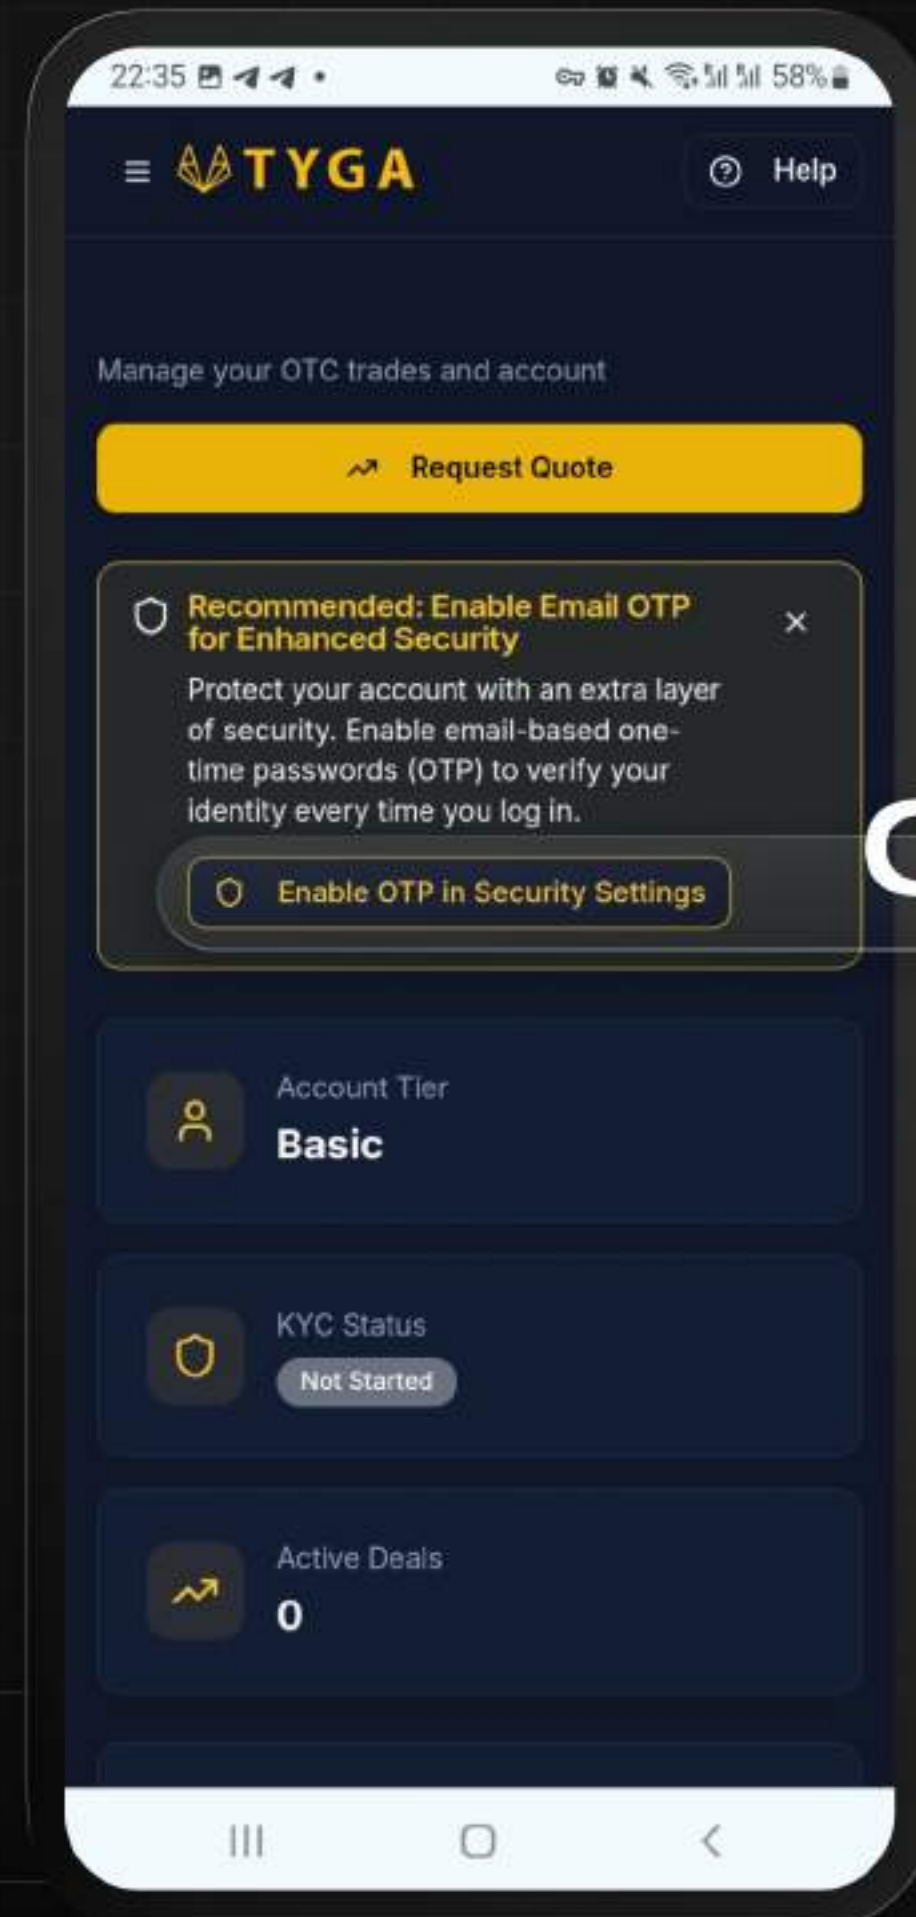 22:35
58%
TYGA
Help
Manage your OTC trades and account
Request Quote
Recommended: Enable Email OTP
for Enhanced Security
Protect your account with an extra layer
of security. Enable email-based one-
time passwords (OTP) to verify your
identity every time you log in.
Enable OTP in Security Settings
Account Tier
Basic
KYC Status
Not Started
Active Deals
0